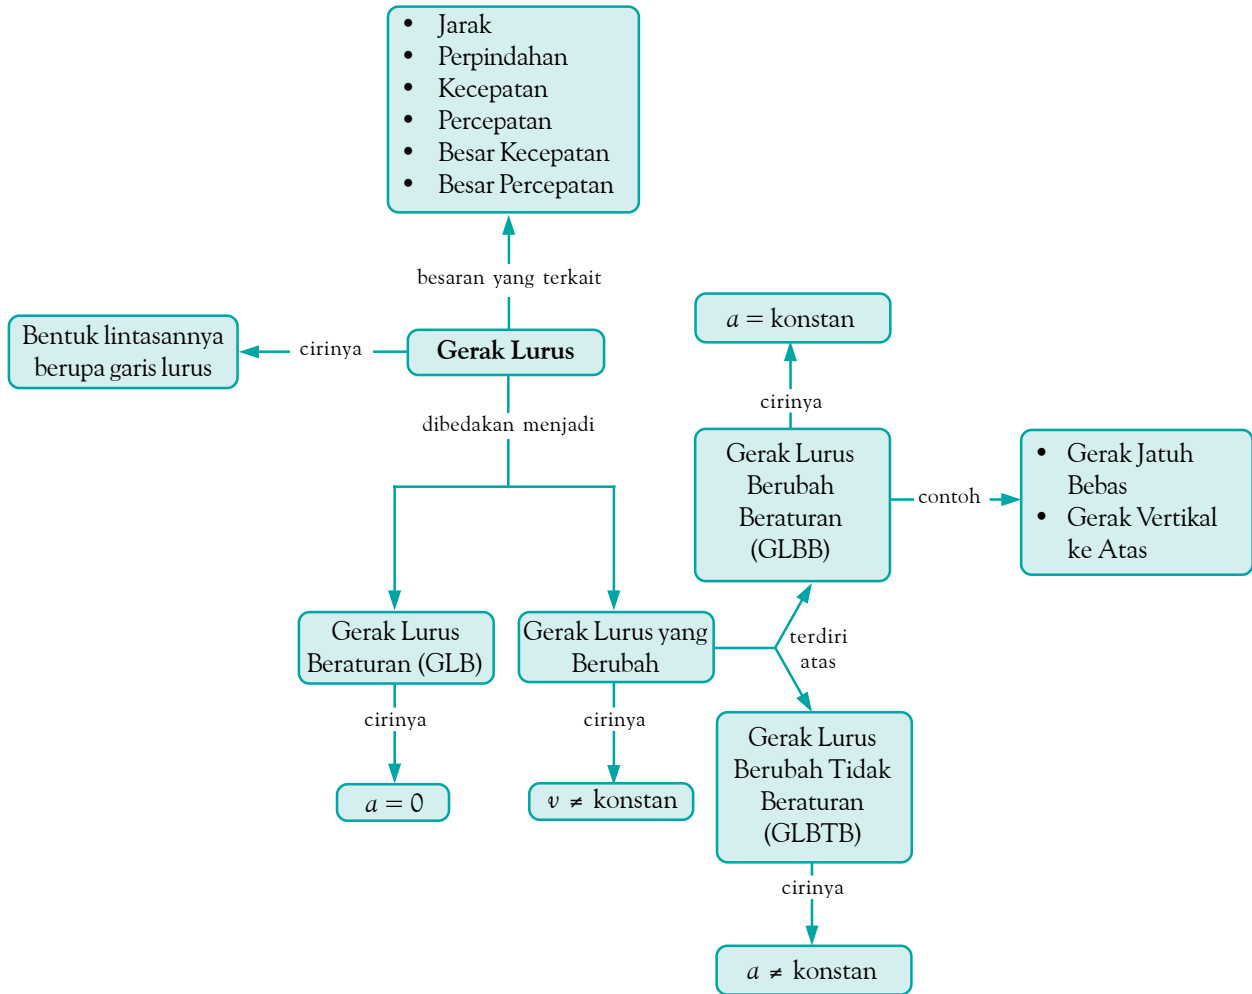 • Jarak
• Perpindahan
• Kecepatan
• Percepatan
• Besar Kecepatan
• Besar Percepatan
besaran yang terkait
Bentuk lintasannya
berupa garis lurus
cirinya
Gerak Lurus
dibedakan menjadi
a = konstan
cirinya
Gerak Lurus
Berubah
Beraturan
(GLBB)
contoh
• Gerak Jatuh
Bebas
• Gerak Vertikal
ke Atas
Gerak Lurus
Beraturan (GLB)
cirinya
a = 0
Gerak Lurus yang
Berubah
cirinya
v ≠ konstan
terdiri
atas
Gerak Lurus
Berubah Tidak
Beraturan
(GLBTB)
cirinya
a ≠ konstan